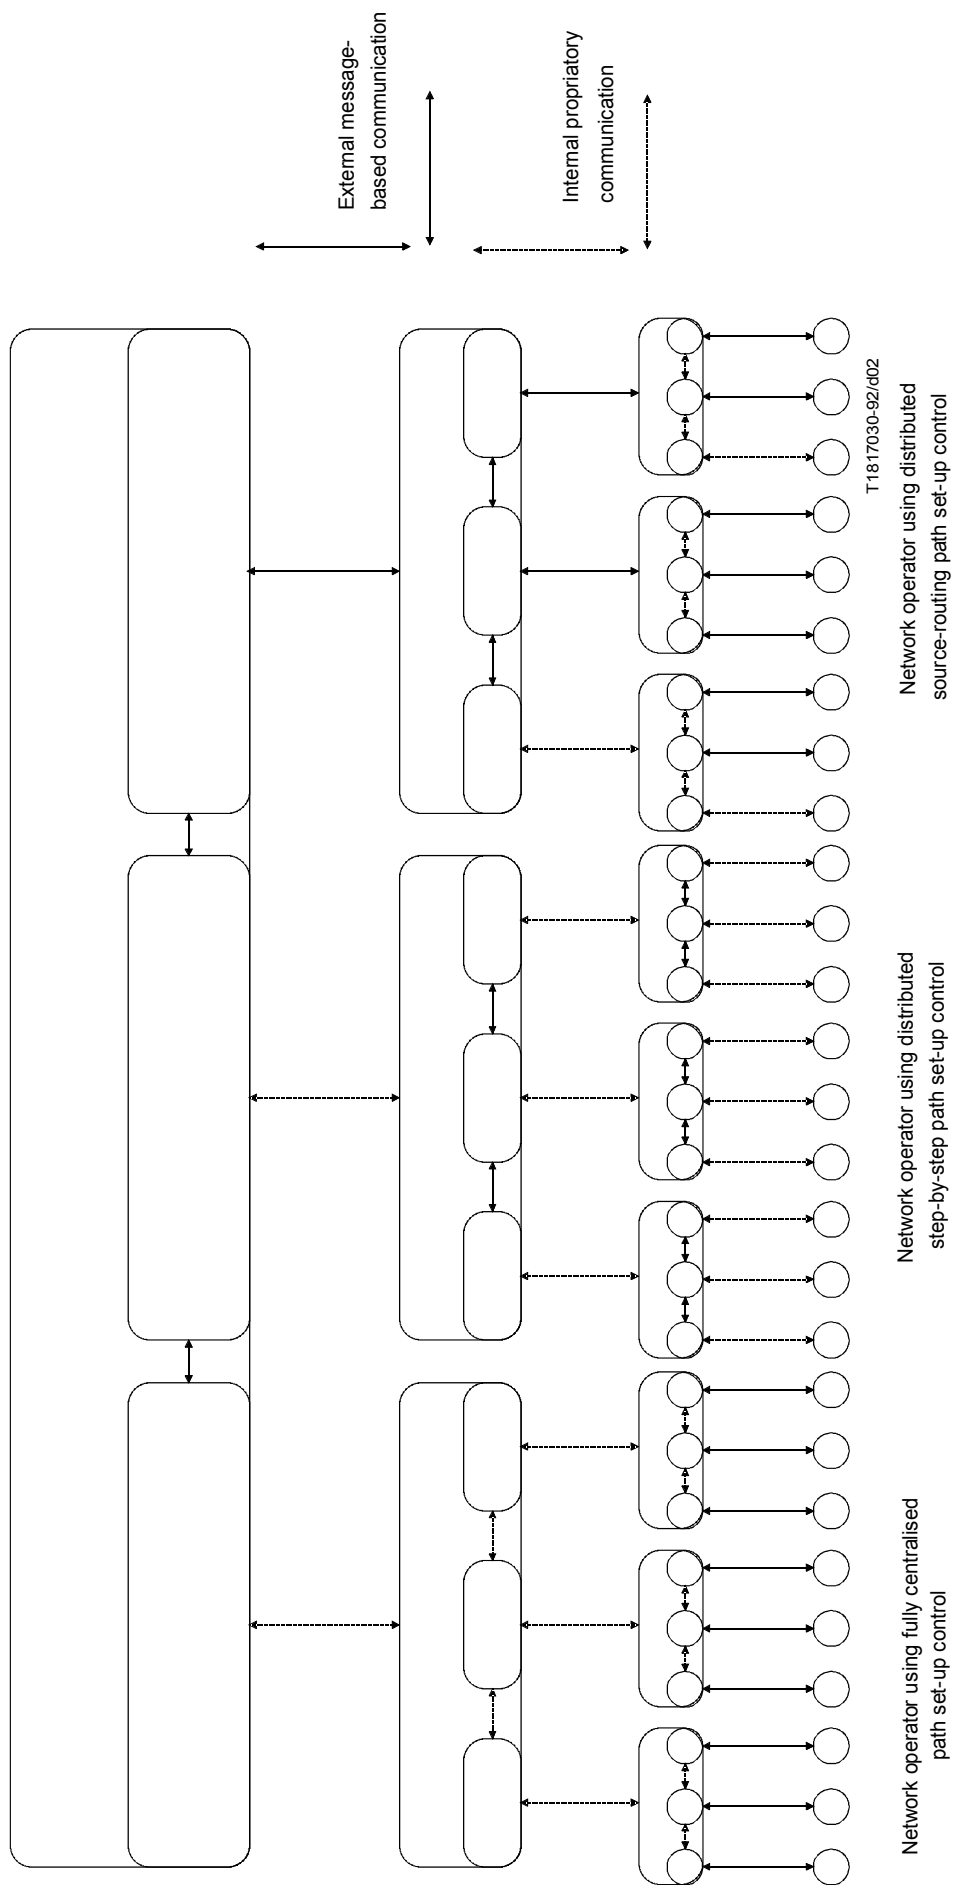 External message-
based communication
Internal propriatory
communication
T1817030-92/d02
Network operator using fully centralised
path set-up control
Network operator using distributed
step-by-step path set-up control
Network operator using distributed
source-routing path set-up control